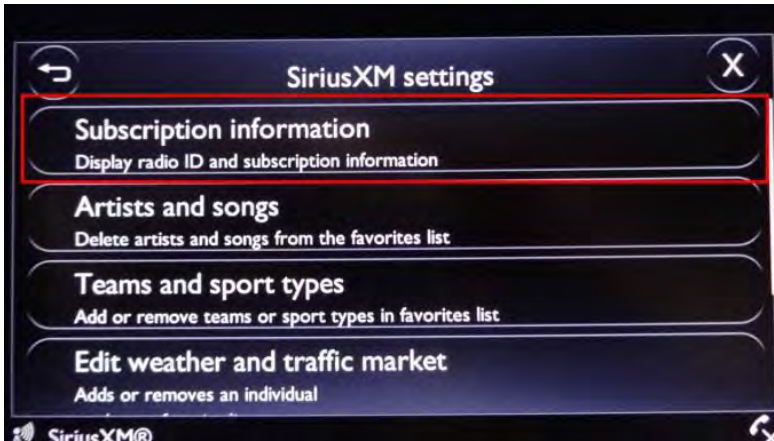 SiriusXM settings
X
Subscription information
Display radio ID and subscription information
Artists and songs
Delete artists and songs from the favorites list
Teams and sport types
Add or remove teams or sport types in favorites list
Edit weather and traffic market
Adds or removes an individual
SiriusXM®